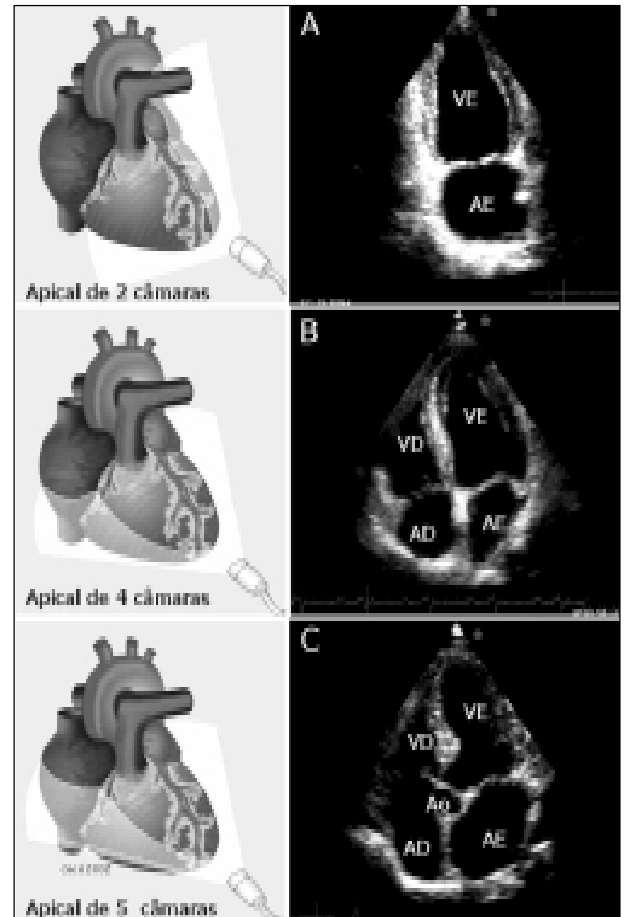 A
VE
AE
Apical de 2 câmaras
B
VD
VE
AD
AE
Apical de 4 câmaras
C
VE
VD
Ao
AD
AE
Apical de 5 câmaras